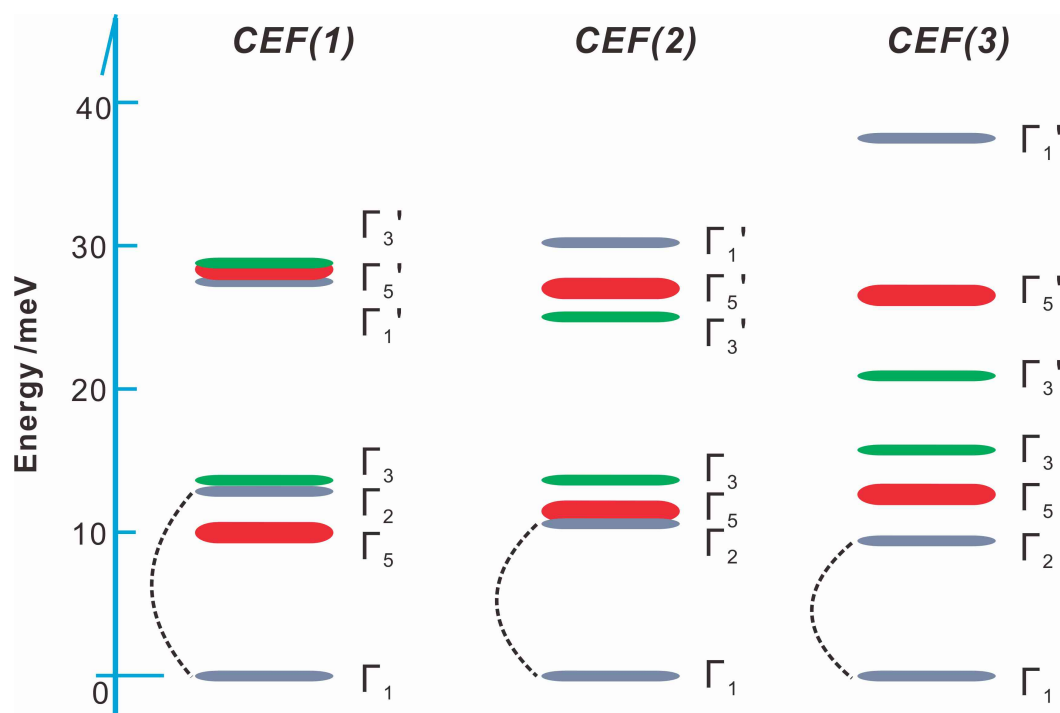 CEF(1) CEF(2) CEF(3)
Energy /meV
40
30
20
10
0
Γ3'
Γ5'
Γ1'
Γ3
Γ2
Γ5
Γ1
Γ1'
Γ5'
Γ3'
Γ3
Γ5
Γ2
Γ1
Γ1'
Γ5'
Γ3'
Γ3
Γ5
Γ2
Γ1